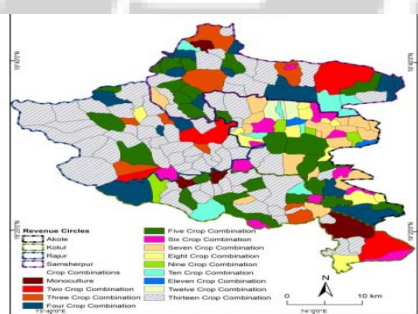 Revenue Circles
Akole
Kotul
Rajur
Samsherpur
Crop Combinations
Monoculture
Two Crop Combination
Three Crop Combination
Four Crop Combination
Five Crop Combination
Six Crop Combination
Seven Crop Combination
Eight Crop Combination
Nine Crop Combination
Ten Crop Combination
Eleven Crop Combination
Twelve Crop Combination
Thirteen Crop Combination
N
0 10 km